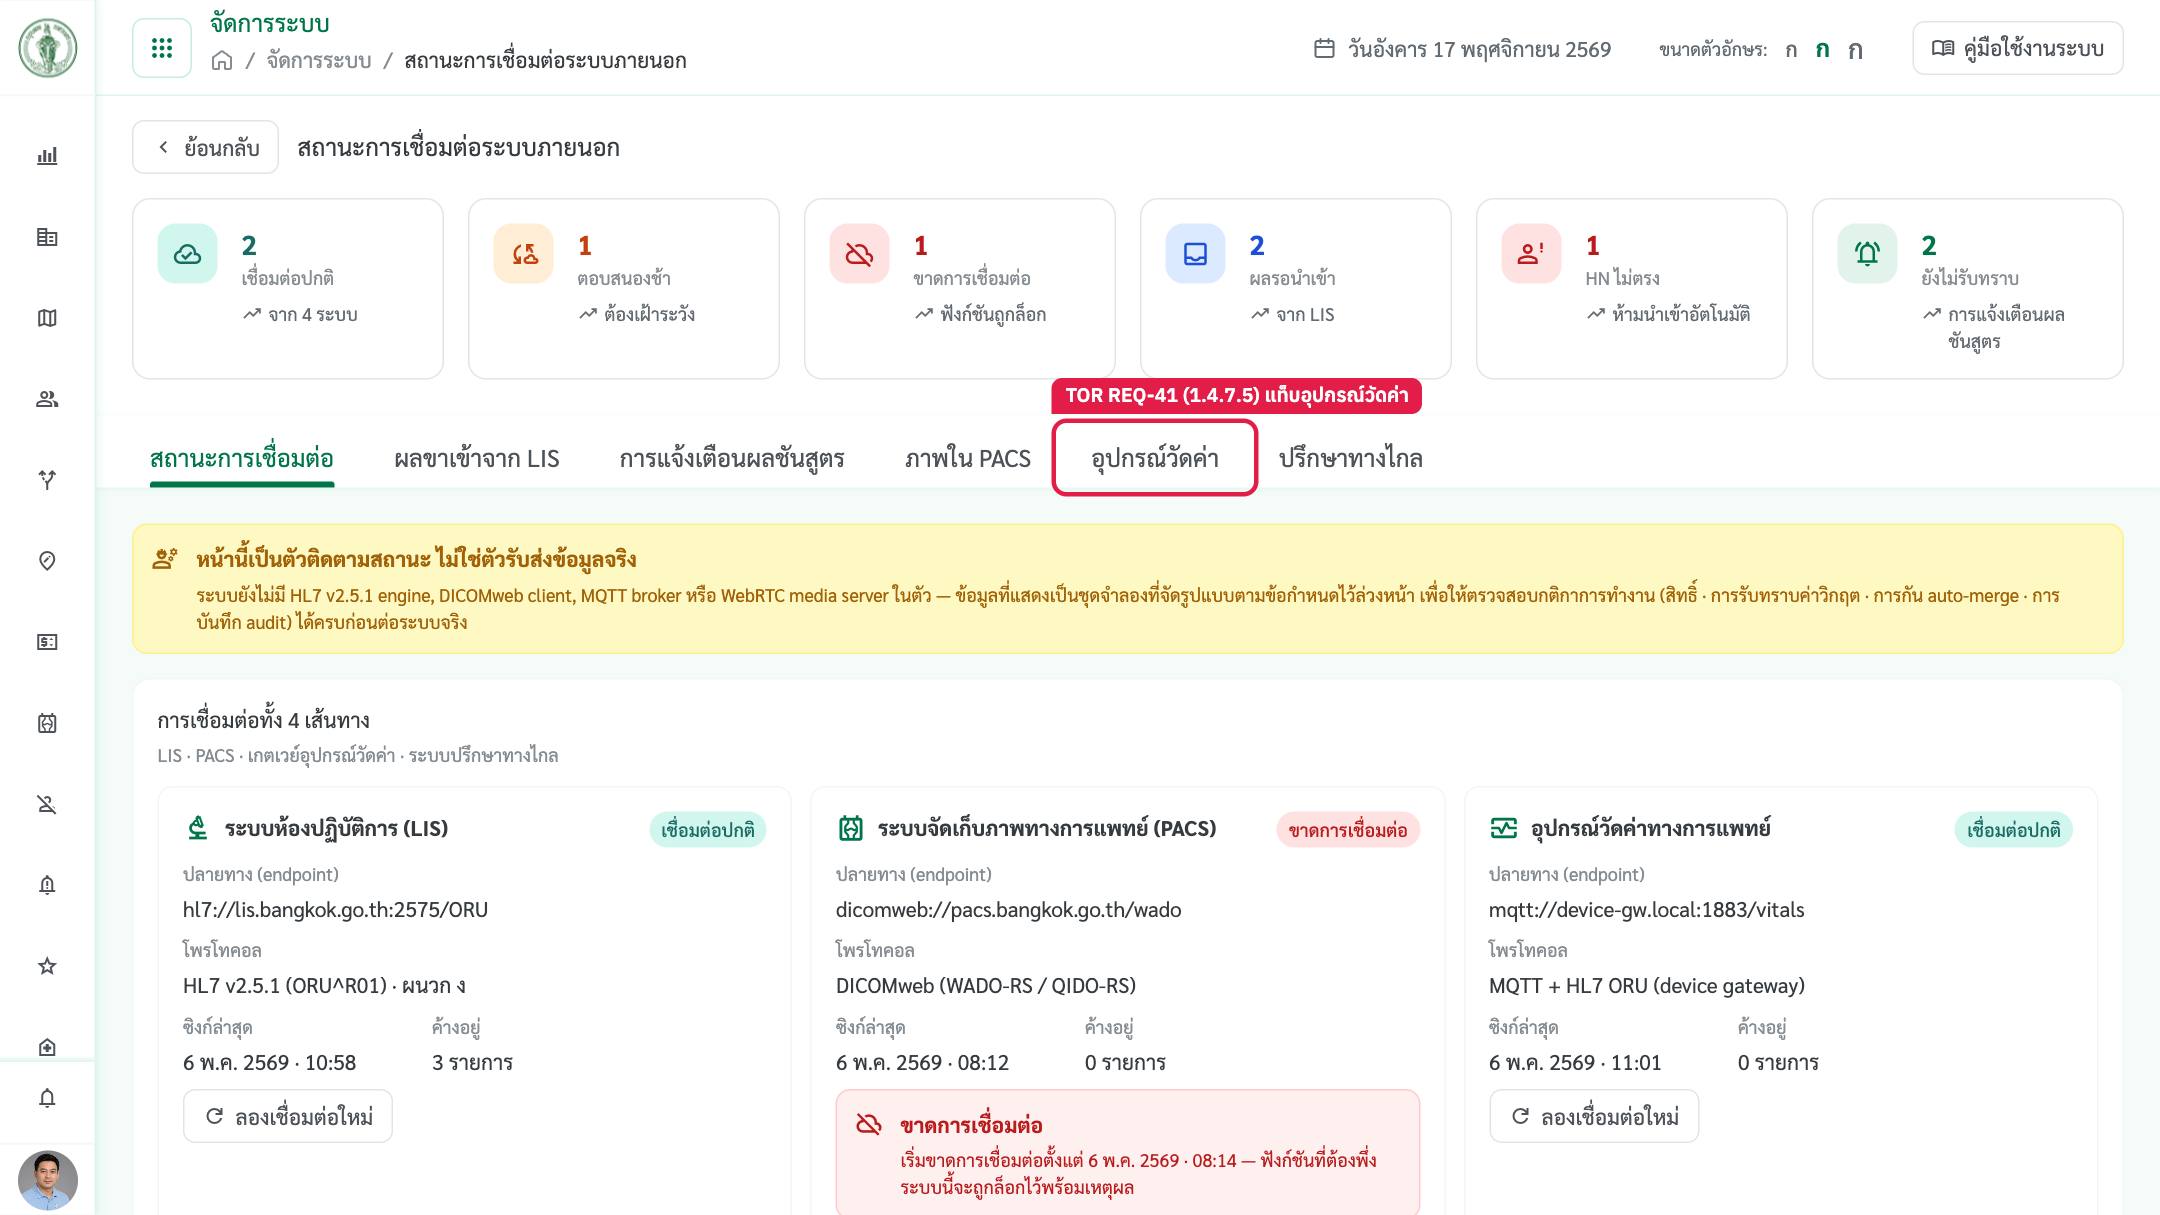 จัดการระบบ
/ จัดการระบบ / สถานะการเชื่อมต่อระบบภายนอก
วันอังคาร 17 พฤศจิกายน 2569
ขนาดตัวอักษร: ก ก ก
คู่มือใช้งานระบบ
ย้อนกลับ
สถานะการเชื่อมต่อระบบภายนอก
2
เชื่อมต่อปกติ
จาก 4 ระบบ
1
ตอบสนองช้า
ต้องเฝ้าระวัง
1
ขาดการเชื่อมต่อ
ฟังก์ชันถูกล็อก
2
ผลรอนำเข้า
จาก LIS
1
HN ไม่ตรง
ห้ามนำเข้าอัตโนมัติ
2
ยังไม่รับทราบ
การแจ้งเตือนผล
ชันสูตร
TOR REQ-41 (1.4.7.5) แท็บอุปกรณ์วัดค่า
สถานะการเชื่อมต่อ
ผลขาเข้าจาก LIS
การแจ้งเตือนผลชันสูตร
ภาพใน PACS
อุปกรณ์วัดค่า
ปรึกษาทางไกล
หน้านี้เป็นตัวติดตามสถานะ ไม่ใช่ตัวรับส่งข้อมูลจริง
ระบบยังไม่มี HL7 v2.5.1 engine, DICOMweb client, MQTT broker หรือ WebRTC media server ในตัว — ข้อมูลที่แสดงเป็นชุดจำลองที่จัดรูปแบบตามข้อกำหนดไว้ล่วงหน้า เพื่อให้ตรวจสอบกติกาการทำงาน (สิทธิ์ · การรับทราบค่าวิกฤต · การกัน auto-merge · การ
บันทึก audit) ได้ครบก่อนต่อระบบจริง
การเชื่อมต่อทั้ง 4 เส้นทาง
LIS · PACS · เกตเวย์อุปกรณ์วัดค่า · ระบบปรึกษาทางไกล
ระบบห้องปฏิบัติการ (LIS)
เชื่อมต่อปกติ
ปลายทาง (endpoint)
hl7://lis.bangkok.go.th:2575/ORU
โพรโทคอล
HL7 v2.5.1 (ORU^R01) · ผนวก ง
ซิงก์ล่าสุด
ค้างอยู่
6 พ.ค. 2569 · 10:58
3 รายการ
ลองเชื่อมต่อใหม่
ระบบจัดเก็บภาพทางการแพทย์ (PACS)
ขาดการเชื่อมต่อ
ปลายทาง (endpoint)
dicomweb://pacs.bangkok.go.th/wado
โพรโทคอล
DICOMweb (WADO-RS / QIDO-RS)
ซิงก์ล่าสุด
ค้างอยู่
6 พ.ค. 2569 · 08:12
0 รายการ
ขาดการเชื่อมต่อ
เริ่มขาดการเชื่อมต่อตั้งแต่ 6 พ.ค. 2569 · 08:14 — ฟังก์ชันที่ต้องพึ่ง
ระบบนี้จะถูกล็อกไว้พร้อมเหตุผล
อุปกรณ์วัดค่าทางการแพทย์
เชื่อมต่อปกติ
ปลายทาง (endpoint)
mqtt://device-gw.local:1883/vitals
โพรโทคอล
MQTT + HL7 ORU (device gateway)
ซิงก์ล่าสุด
ค้างอยู่
6 พ.ค. 2569 · 11:01
0 รายการ
ลองเชื่อมต่อใหม่